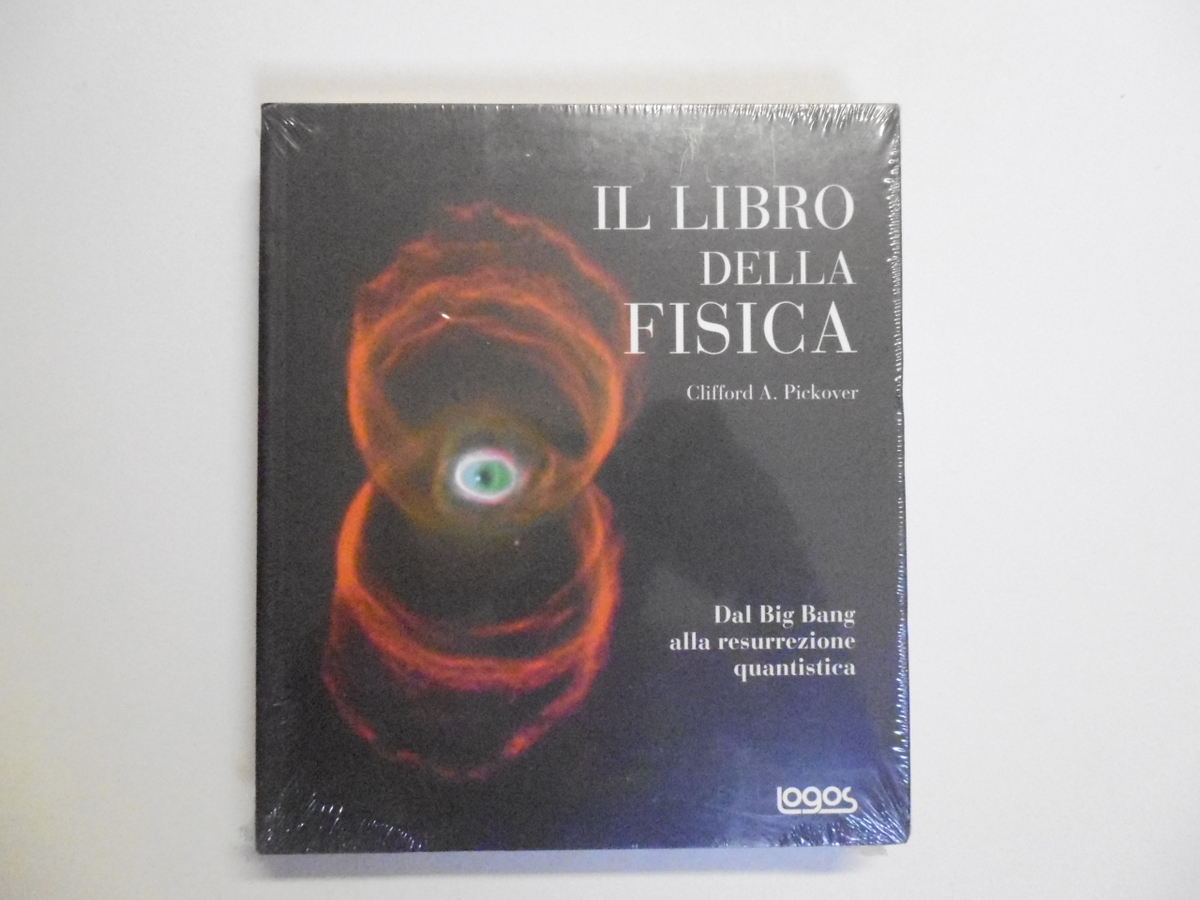 IL LIBRO
DELLA
FISICA
Clifford A. Pickover
Dal Big Bang
alla resurrezione
quantistica
Logos